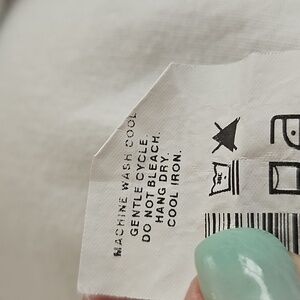 MACHINE WASH COOL
GENTLE CYCLE.
DO NOT BLEACH.
HANG DRY.
COOL IRON.